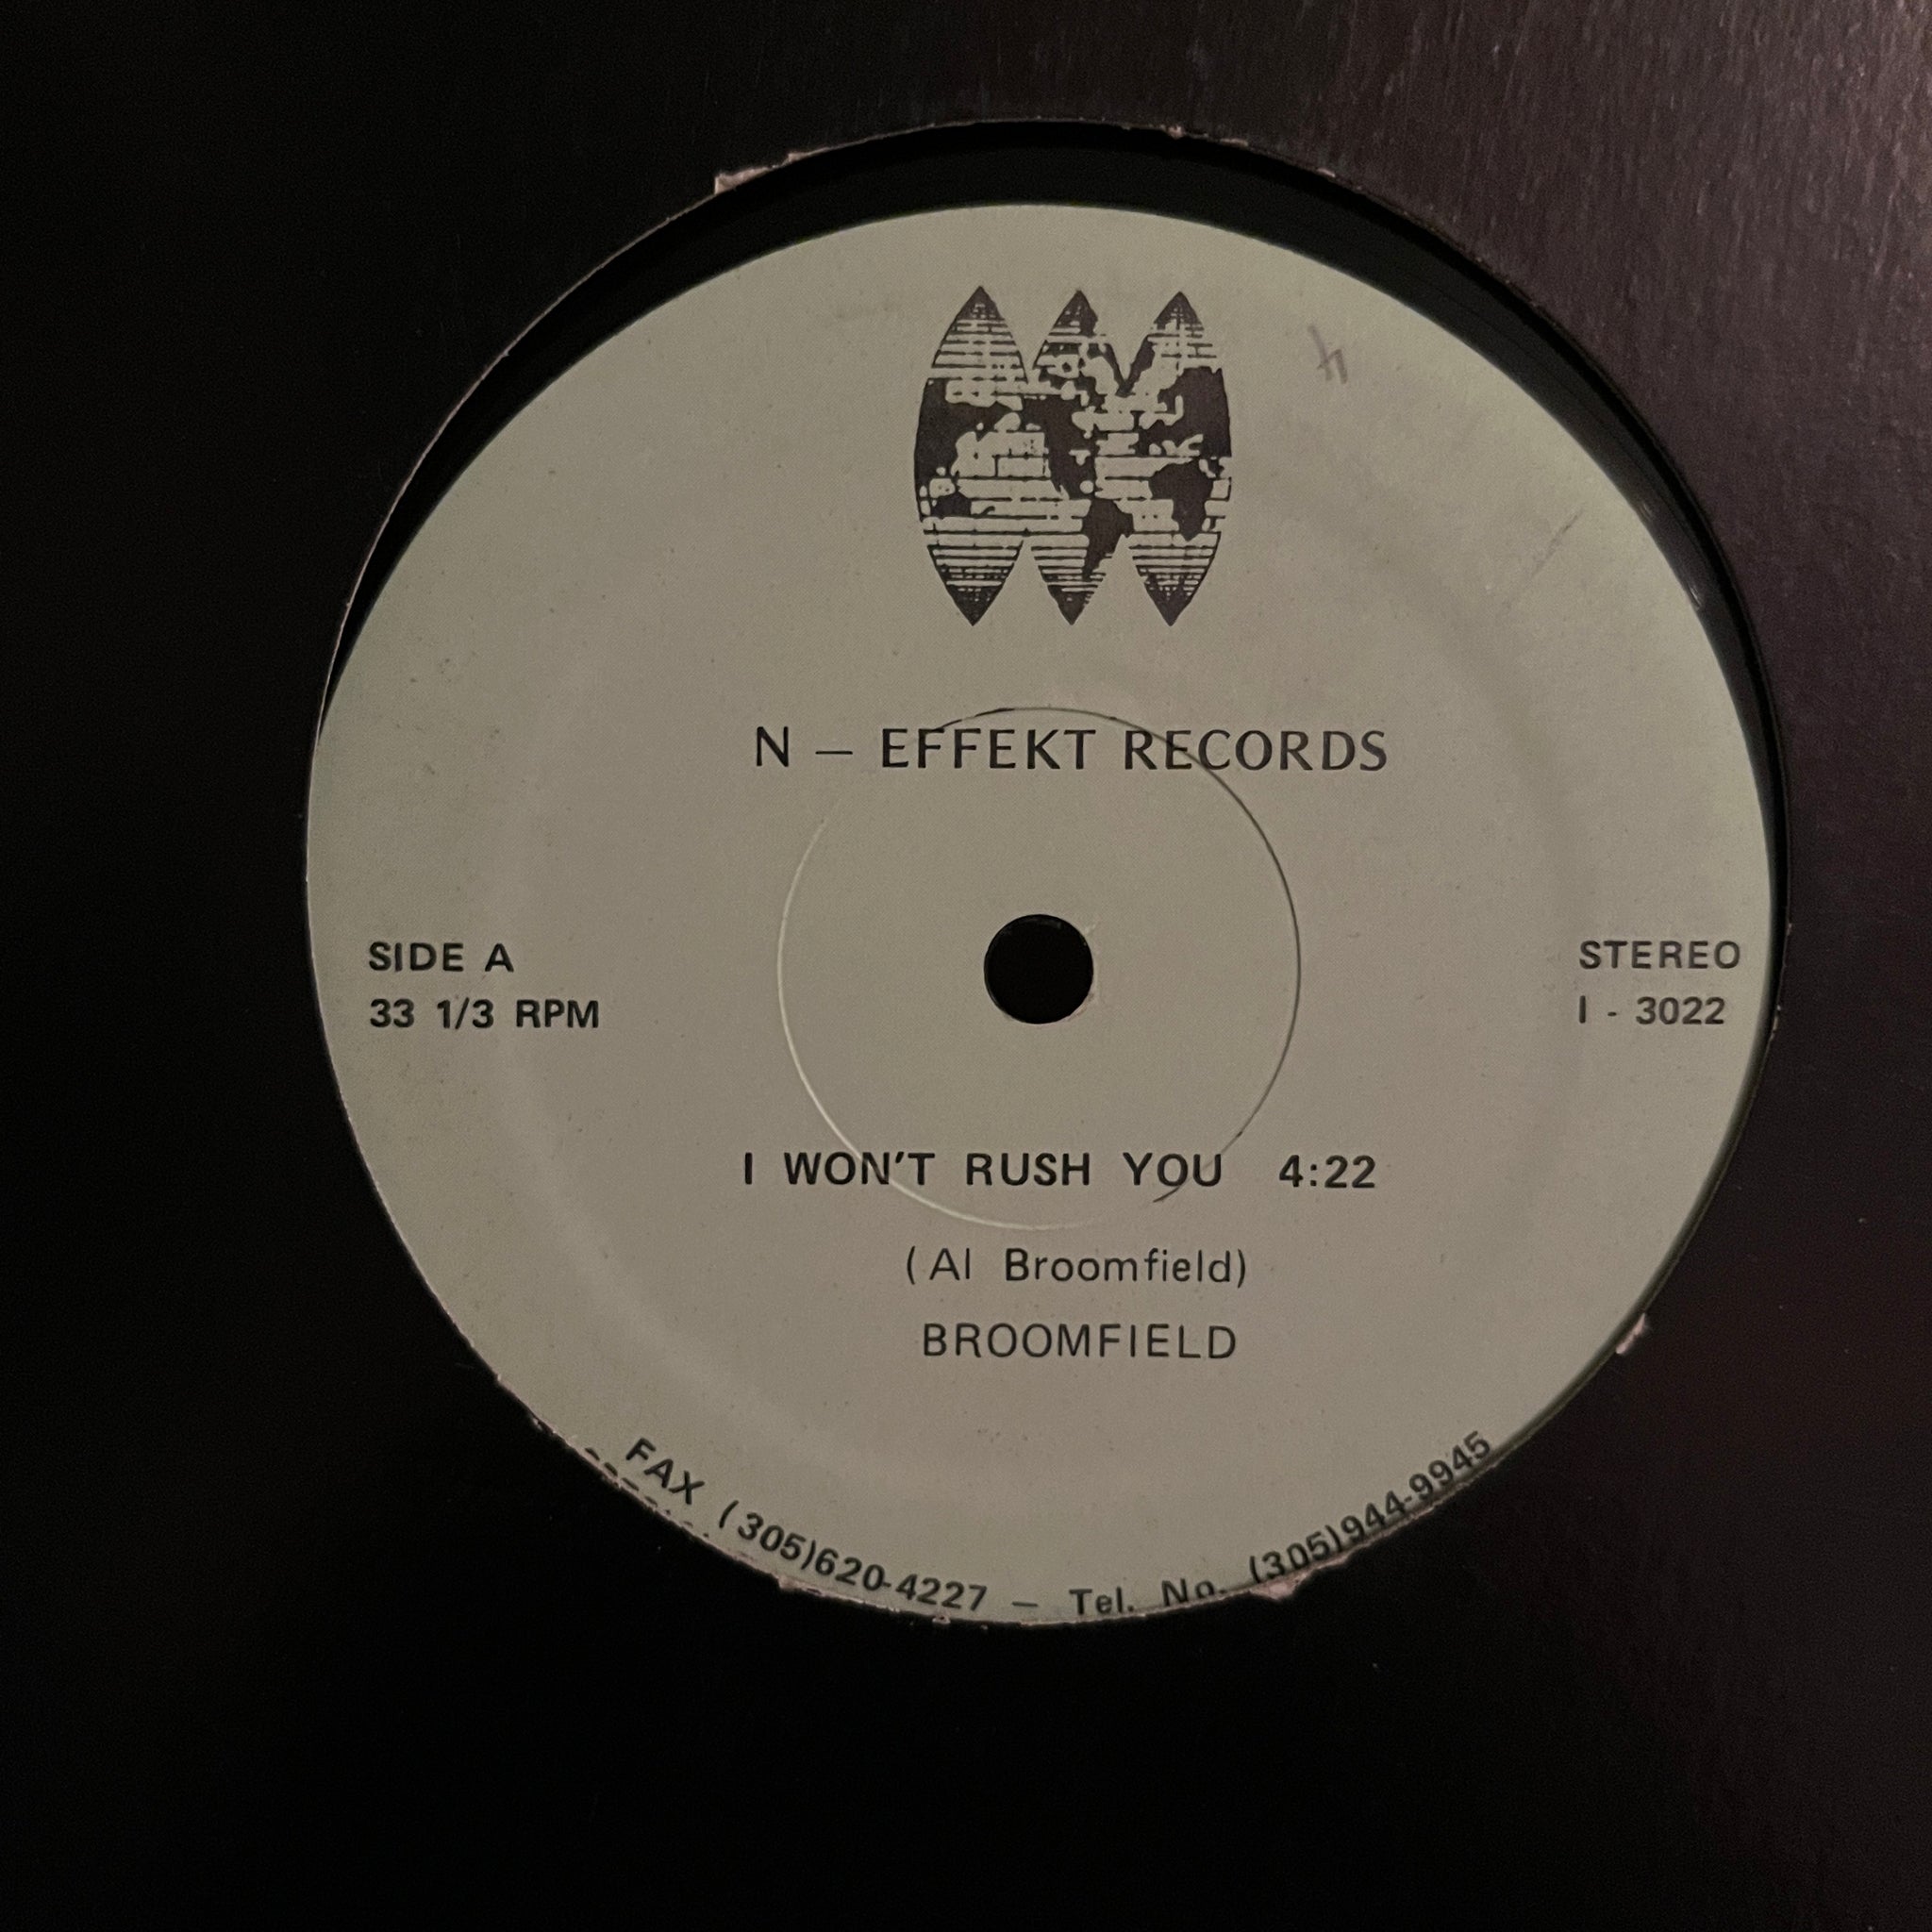 4
N – EFFEKT RECORDS
SIDE A
33 1/3 RPM
STEREO
I - 3022
I WON'T RUSH YOU 4:22
(Al Broomfield)
BROOMFIELD
FAX (305)620-4227 – Tel. No. (305)944-9945